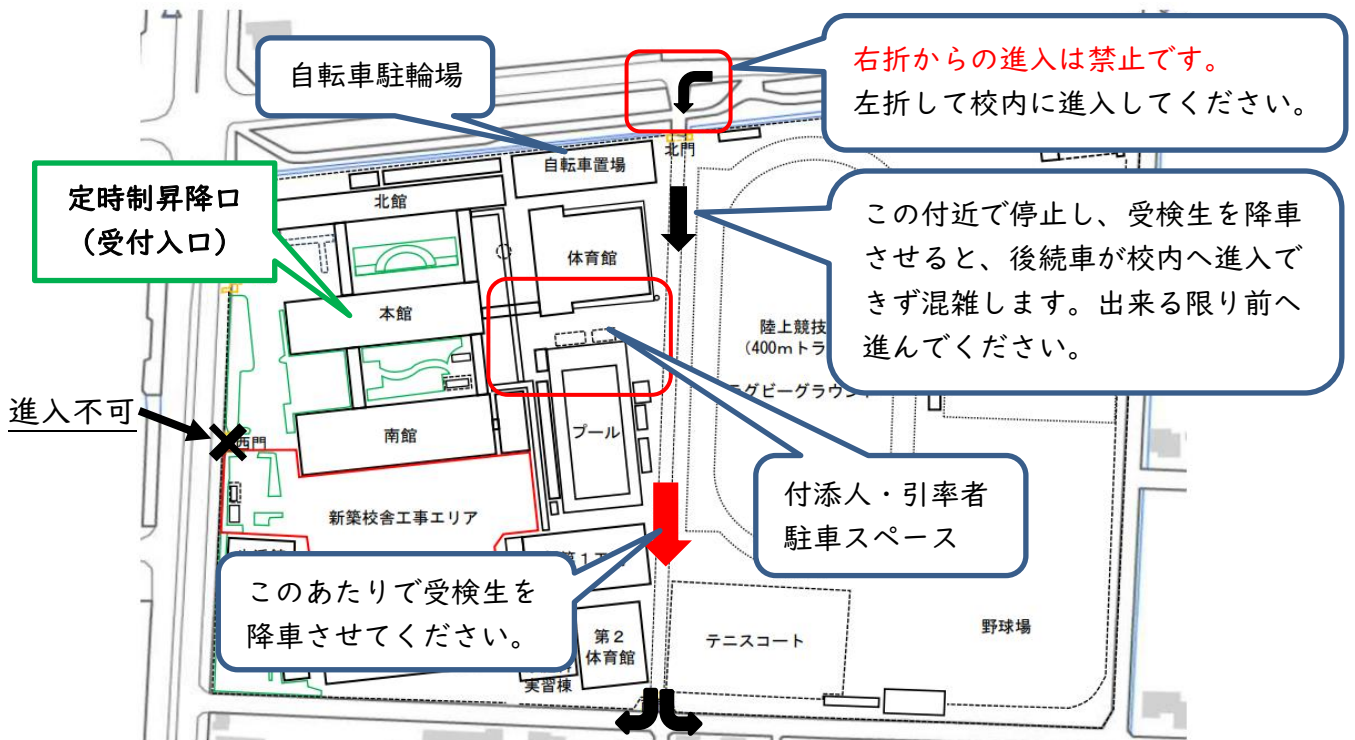 自転車駐輪場
右折からの進入は禁止です。
左折して校内に進入してください。
北門
自転車置場
定時制昇降口
(受付入口)
北館
この付近で停止し、受検生を降車
させると、後続車が校内へ進入で
きず混雑します。出来る限り前へ
進んでください。
体育館
本館
陸上競技
(400mトラ
ラグビーグラウンド
進入不可
西門
南館
プール
付添人・引率者
駐車スペース
新築校舎工事エリア
このあたりで受検生を
降車させてください。
第1
第2
体育館
テニスコート
野球場
実習棟